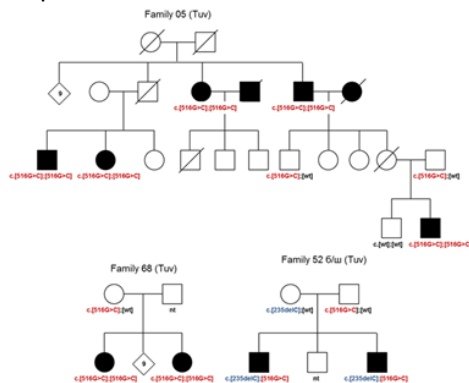 Family 05 (Tuv)
9
c.[516G>C];[516G>C] c.[516G>C];[516G>C]
c.[516G>C];[516G>C] c.[516G>C];[516G>C] c.[516G>C];[wt] c.[516G>C];[wt]
c.[wt];[wt] c.[516G>C];[516G>C]
Family 68 (Tuv) Family 52 б/ш (Tuv)
c.[516G>C];[wt] nt c.[235delC];[wt] c.[516G>C];[wt]
9
c.[516G>C];[516G>C] c.[516G>C];[516G>C] c.[235delC];[516G>C] nt c.[235delC];[516G>C]